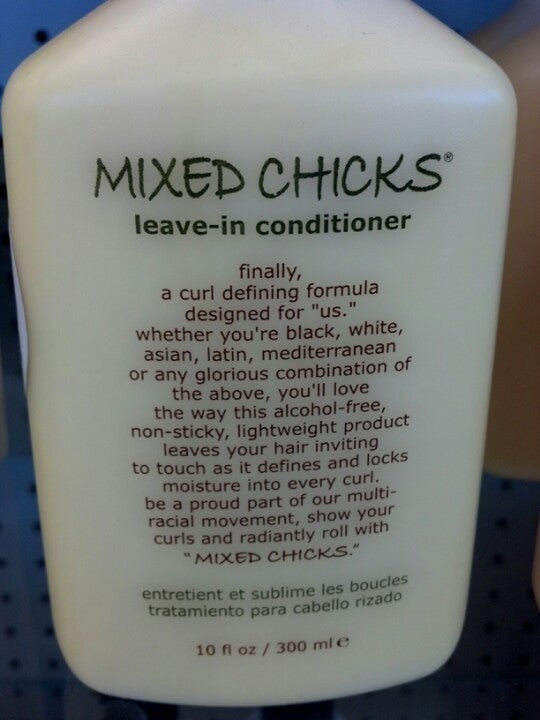 MIXED CHICKS®
leave-in conditioner
finally,
a curl defining formula
designed for "us."
whether you're black, white,
asian, latin, mediterranean
or any glorious combination of
the above, you'll love
the way this alcohol-free,
non-sticky, lightweight product
leaves your hair inviting
to touch as it defines and locks
moisture into every curl.
be a proud part of our multi-
racial movement, show your
curls and radiantly roll with
"MIXED CHICKS."
entretient et sublime les boucles
tratamiento para cabello rizado
10 fl oz / 300 ml ℮